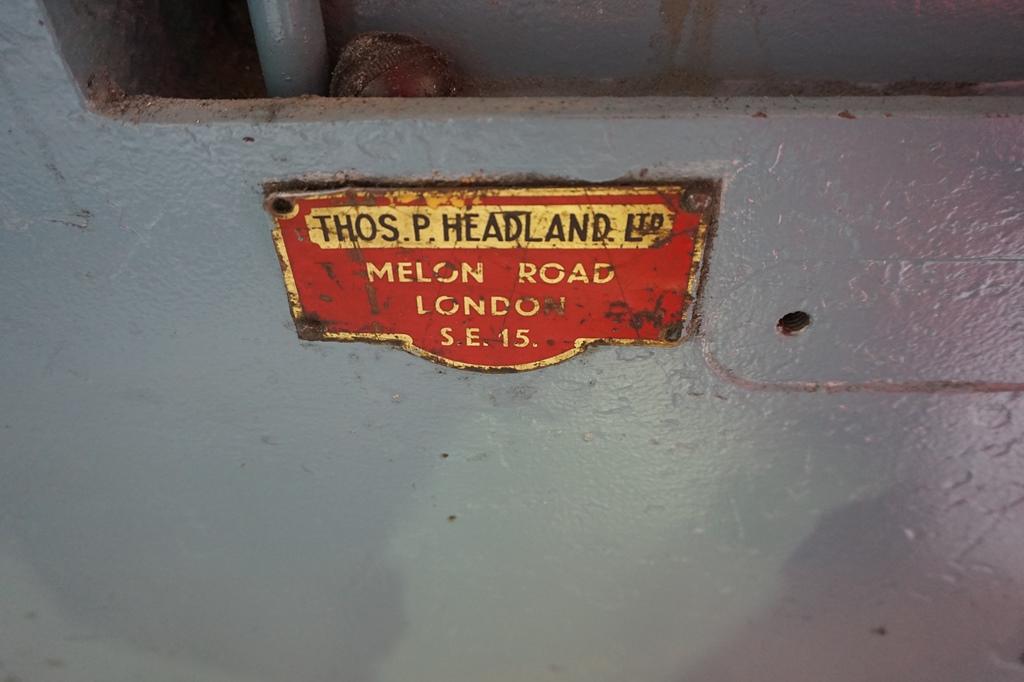 THOS. P. HEADLAND. LTD
MELON ROAD
LONDON
S.E. 15.